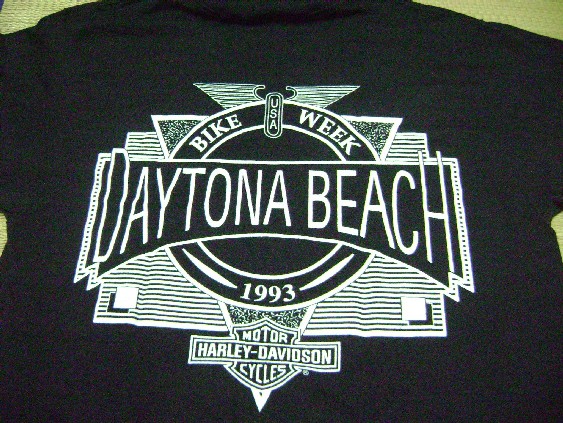 USA
BIKE WEEK
DAYTONA BEACH
1993
MOTOR
HARLEY-DAVIDSON
CYCLES
®